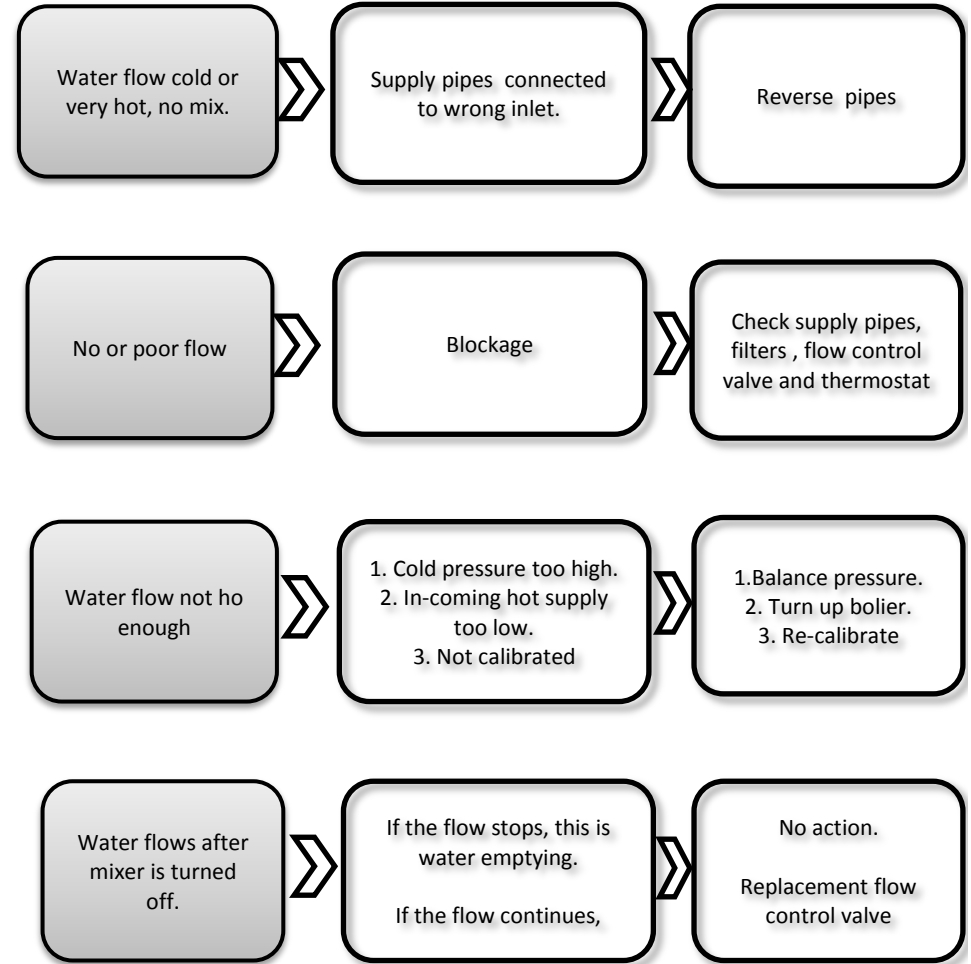 Water flow cold or
very hot, no mix.
Supply pipes connected
to wrong inlet.
Reverse pipes
No or poor flow
Blockage
Check supply pipes,
filters , flow control
valve and thermostat
Water flow not ho
enough
1. Cold pressure too high.
2. In-coming hot supply
too low.
3. Not calibrated
1.Balance pressure.
2. Turn up bolier.
3. Re-calibrate
Water flows after
mixer is turned
off.
If the flow stops, this is
water emptying.
If the flow continues,
No action.
Replacement flow
control valve